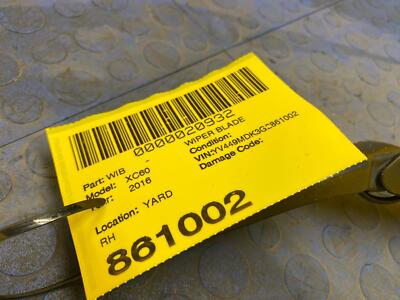 0000020932
Part: WIB - WIPER BLADE
Model: XC60 Condition:
2016 VIN:YV449MDK3G2861002
Damage Code:
Location: YARD
RH
861002